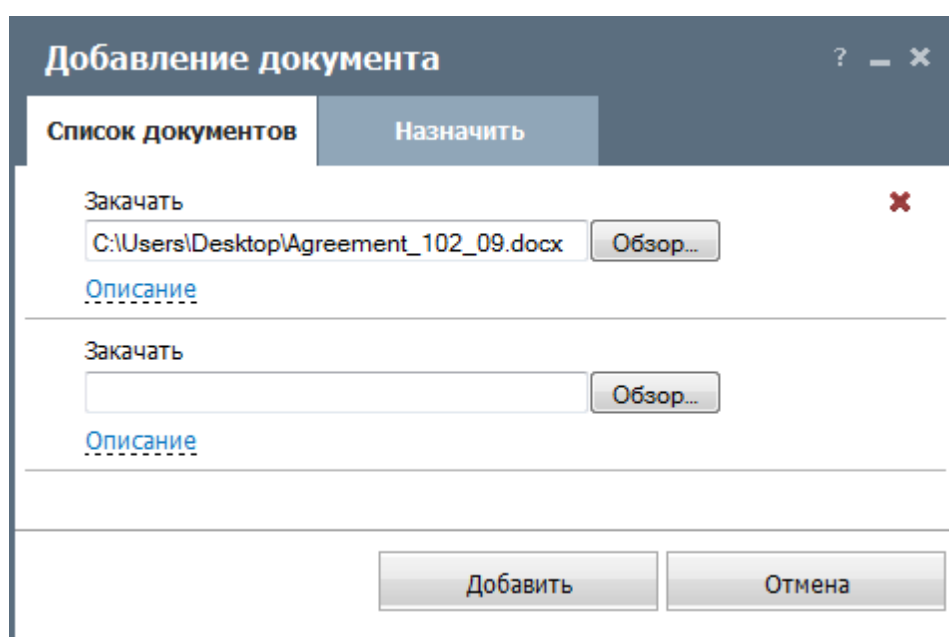 Добавление документа ?
Список документов Назначить
Закачать
C:\Users\Desktop\Agreement_102_09.docx Обзор...
Описание
Закачать
Обзор...
Описание
Добавить Отмена